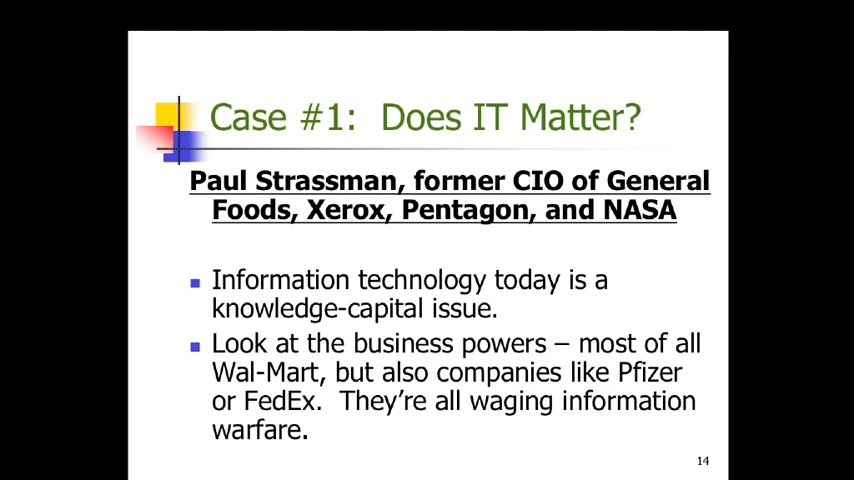 Case #1: Does IT Matter?
Paul Strassman, former CIO of General
Foods, Xerox, Pentagon, and NASA
Information technology today is a
knowledge-capital issue.
Look at the business powers – most of all
Wal-Mart, but also companies like Pfizer
or FedEx. They’re all waging information
warfare.
14